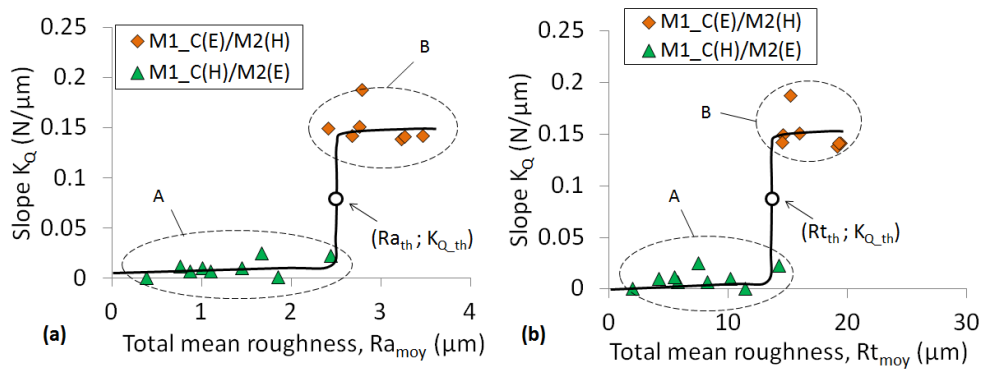 0.25
0.2
0.15
0.1
0.05
0
Slope K_Q (N/μm)
M1_C(E)/M2(H)
M1_C(H)/M2(E)
B
A
(Ra_th ; K_Q_th)
0 1 2 3 4
(a)
Total mean roughness, Ra_moy (μm)
0.25
0.2
0.15
0.1
0.05
0
Slope K_Q (N/μm)
M1_C(E)/M2(H)
M1_C(H)/M2(E)
B
A
(Rt_th ; K_Q_th)
0 10 20 30
(b)
Total mean roughness, Rt_moy (μm)